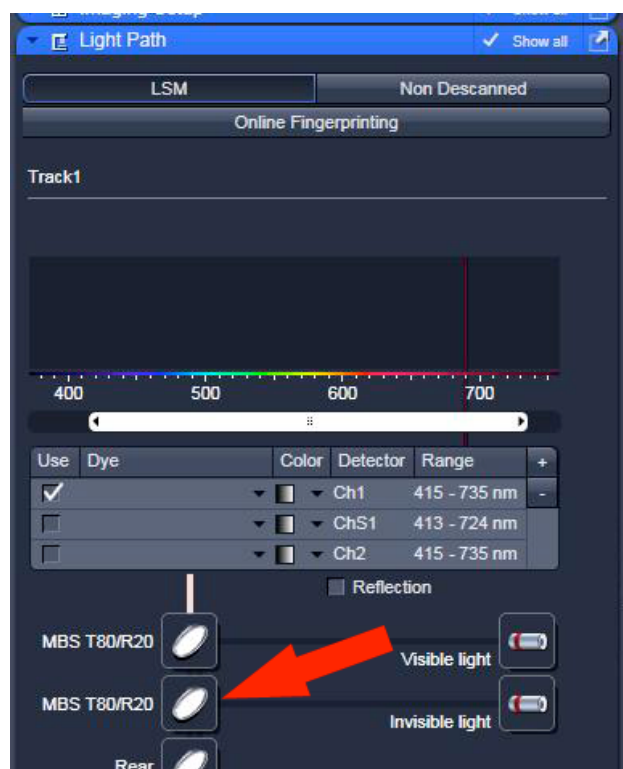 Light Path Show all
LSM Non Descanned
Online Fingerprinting
Track1
400 500 600 700
Use Dye Color Detector Range +
Ch1 415 - 735 nm -
ChS1 413 - 724 nm
Ch2 415 - 735 nm
Reflection
MBS T80/R20
Visible light
MBS T80/R20
Invisible light
Rear